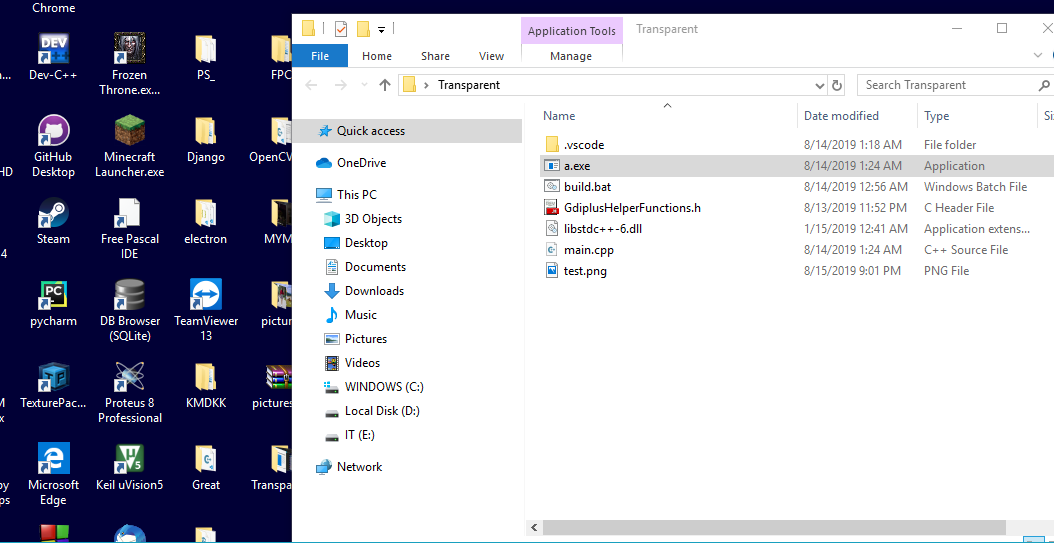 Chrome
Dev-C++
Frozen
Throne.ex...
PS_
FPC
GitHub
Desktop
HD
Minecraft
Launcher.exe
Django
OpenCV
Steam
4
Free Pascal
IDE
electron
MYM
pycharm
DB Browser
(SQLite)
TeamViewer
13
pictur
TexturePac...
Proteus 8
Professional
KMDKK
pictures
Microsoft
Edge
Keil uVision5
Great
Transpa
Application Tools
Transparent
File
Home
Share
View
Manage
Transparent
Search Transparent
Quick access
OneDrive
This PC
3D Objects
Desktop
Documents
Downloads
Music
Pictures
Videos
WINDOWS (C:)
Local Disk (D:)
IT (E:)
Network
Name Date modified Type Si
.vscode 8/14/2019 1:18 AM File folder
a.exe 8/14/2019 1:24 AM Application
build.bat 8/14/2019 12:56 AM Windows Batch File
GdiplusHelperFunctions.h 8/13/2019 11:52 PM C Header File
libstdc++-6.dll 1/15/2019 12:41 AM Application extens...
main.cpp 8/14/2019 1:24 AM C++ Source File
test.png 8/15/2019 9:01 PM PNG File